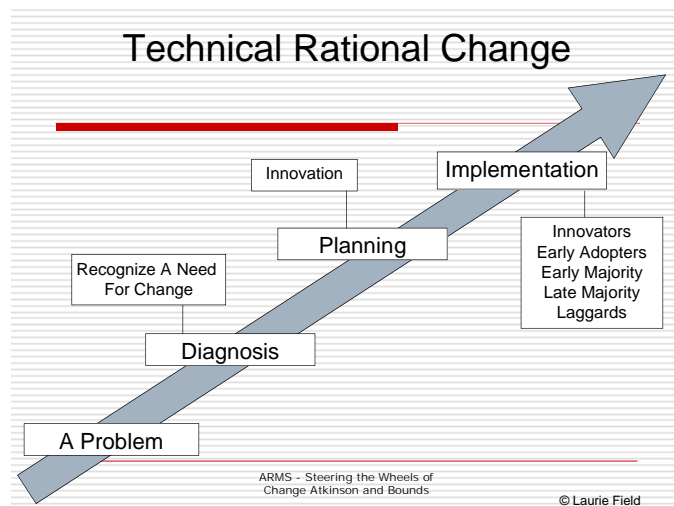 Technical Rational Change
Innovation
Implementation
Innovators
Early Adopters
Early Majority
Late Majority
Laggards
Planning
Recognize A Need
For Change
Diagnosis
A Problem
ARMS - Steering the Wheels of
Change Atkinson and Bounds
© Laurie Field